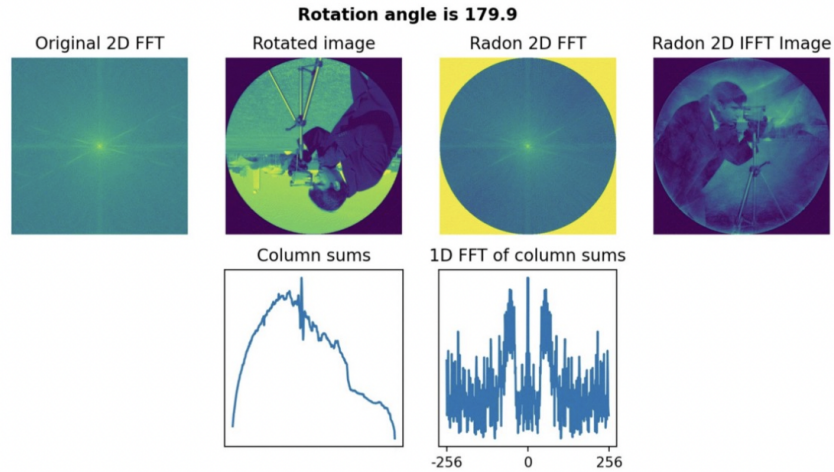 Rotation angle is 179.9
Original 2D FFT
Rotated image
Radon 2D FFT
Radon 2D IFFT Image
Column sums
1D FFT of column sums
-256
0
256